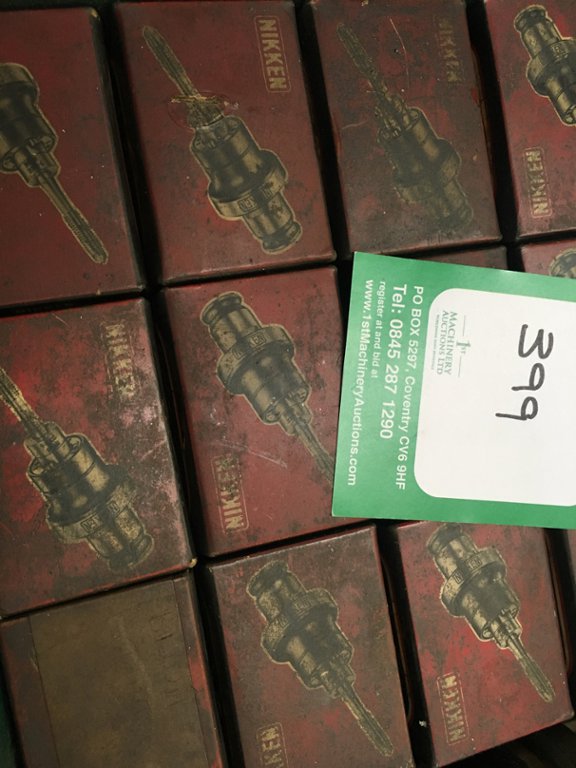 NIKKEN
NIKKEN
NIKKEN
NIKKEN
NIKKEN
NIKKEN
1st
MACHINERY
AUCTIONS LTD
399
PO BOX 5297, Coventry CV6 9HF
Tel: 0845 287 1290
register at and bid at
www.1stMachineryAuctions.com